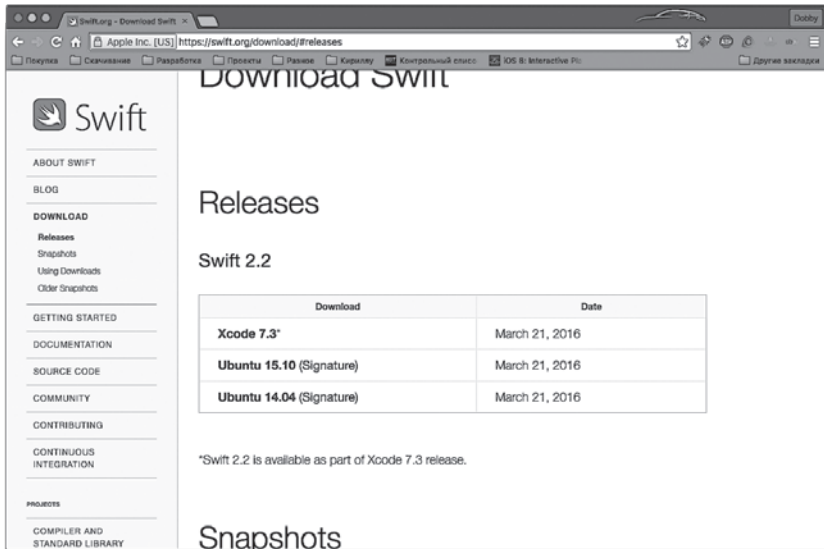 Swift.org - Download Swift
Dobby
Apple Inc. [US] https://swift.org/download/#releases
Покупка Скачивание Разработка Проекты Разное Кириллу Контрольный списо iOS 8: Interactive Pic Другие закладки
Download Swift
Swift
ABOUT SWIFT
BLOG
DOWNLOAD
Releases
Snapshots
Using Downloads
Older Snapshots
GETTING STARTED
DOCUMENTATION
SOURCE CODE
COMMUNITY
CONTRIBUTING
CONTINUOUS
INTEGRATION
PROJECTS
COMPILER AND
STANDARD LIBRARY
Releases
Swift 2.2
Download Date
Xcode 7.3* March 21, 2016
Ubuntu 15.10 (Signature) March 21, 2016
Ubuntu 14.04 (Signature) March 21, 2016
*Swift 2.2 is available as part of Xcode 7.3 release.
Snapshots